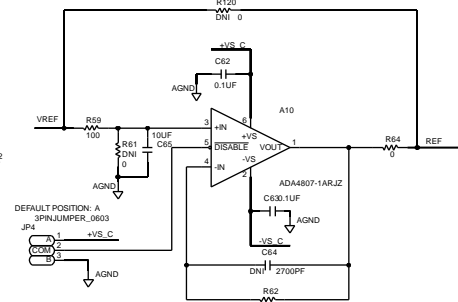 R120
DNI 0
+VS_C
C62
0.1UF
AGND
A10
VREF
R59
100
10UF
C65
R61
DNI
0
3
+IN
6
+VS
5
DISABLE
VOUT
1
4
-IN
-VS
2
R64
0
REF
ADA4807-1ARJZ
AGND
C63
0.1UF
AGND
DEFAULT POSITION: A
3PINJUMPER_0603
JP4
A
1
+VS_C
COM
2
B
3
AGND
-VS_C
C64
DNI
2700PF
R62
2